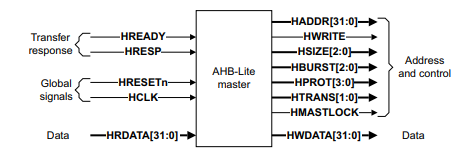 Transfer
response
HREADY
HRESP
Global
signals
HRESETn
HCLK
Data
HRDATA[31:0]
AHB-Lite
master
HADDR[31:0]
HWRITE
HSIZE[2:0]
HBURST[2:0]
HPROT[3:0]
HTRANS[1:0]
HMASTLOCK
HWDATA[31:0]
Address
and control
Data